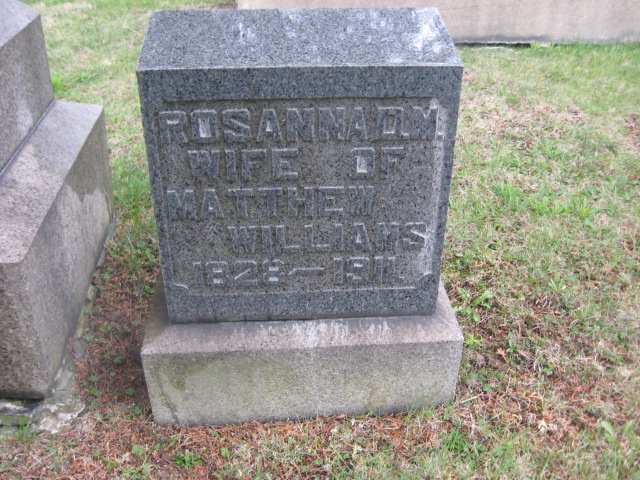 ROSANNA D.M.
WIFE OF
MATTHEW
WILLIAMS
1828—1911.